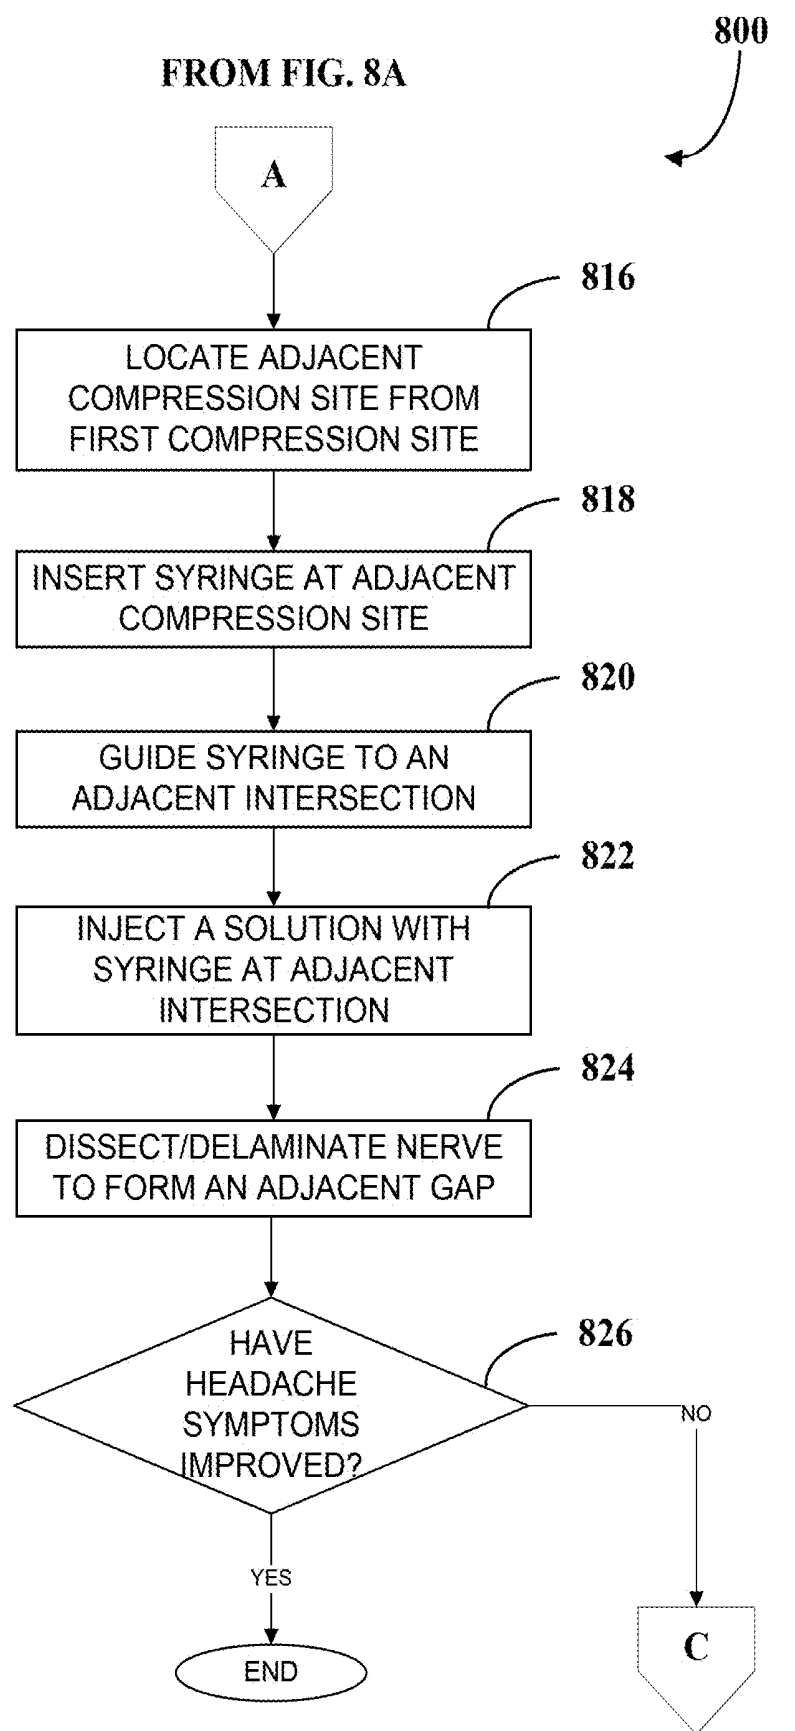 800
FROM FIG. 8A
A
816
LOCATE ADJACENT
COMPRESSION SITE FROM
FIRST COMPRESSION SITE
818
INSERT SYRINGE AT ADJACENT
COMPRESSION SITE
820
GUIDE SYRINGE TO AN
ADJACENT INTERSECTION
822
INJECT A SOLUTION WITH
SYRINGE AT ADJACENT
INTERSECTION
824
DISSECT/DELAMINATE NERVE
TO FORM AN ADJACENT GAP
826
HAVE
HEADACHE
SYMPTOMS
IMPROVED?
NO
YES
C
END